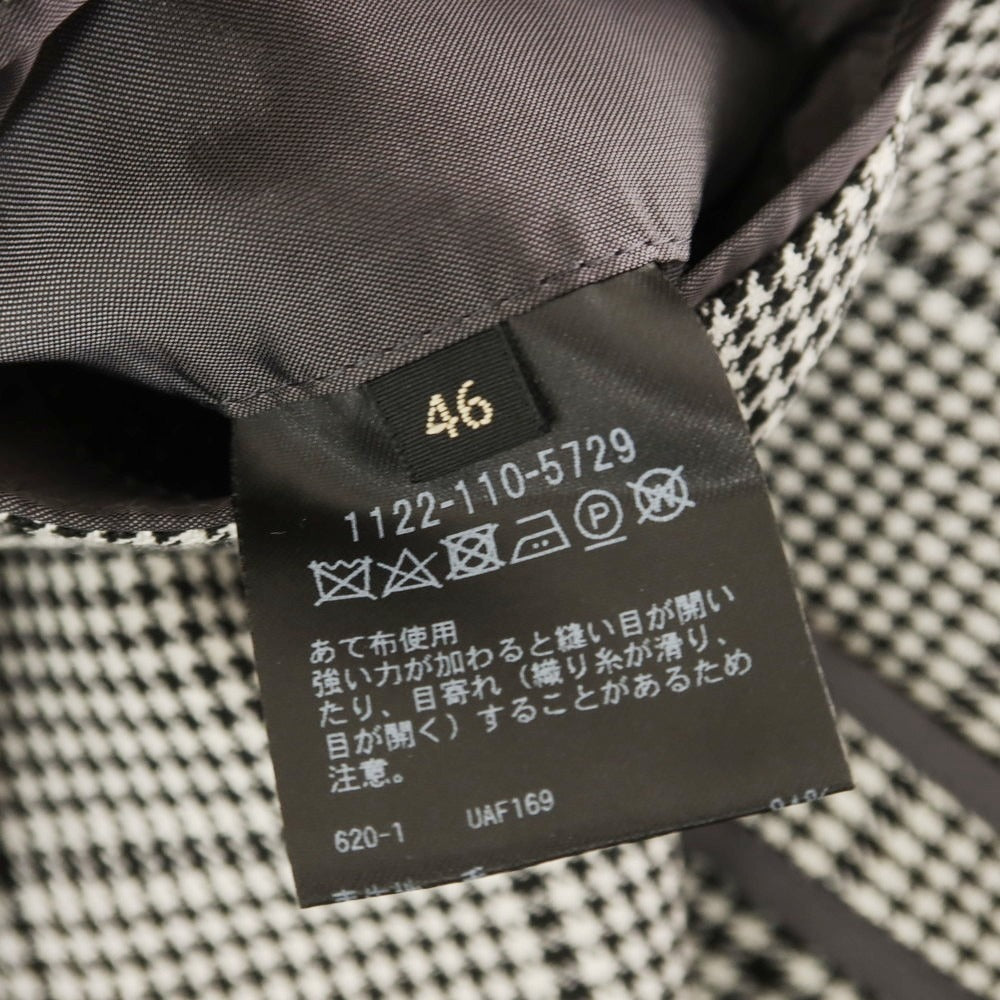 46
1122-110-5729
P
W
あて布使用
強い力が加わると縫い目が開い
たり、目寄れ（織り糸が滑り、
目が開く）することがあるため
注意。
620-1 UAF169